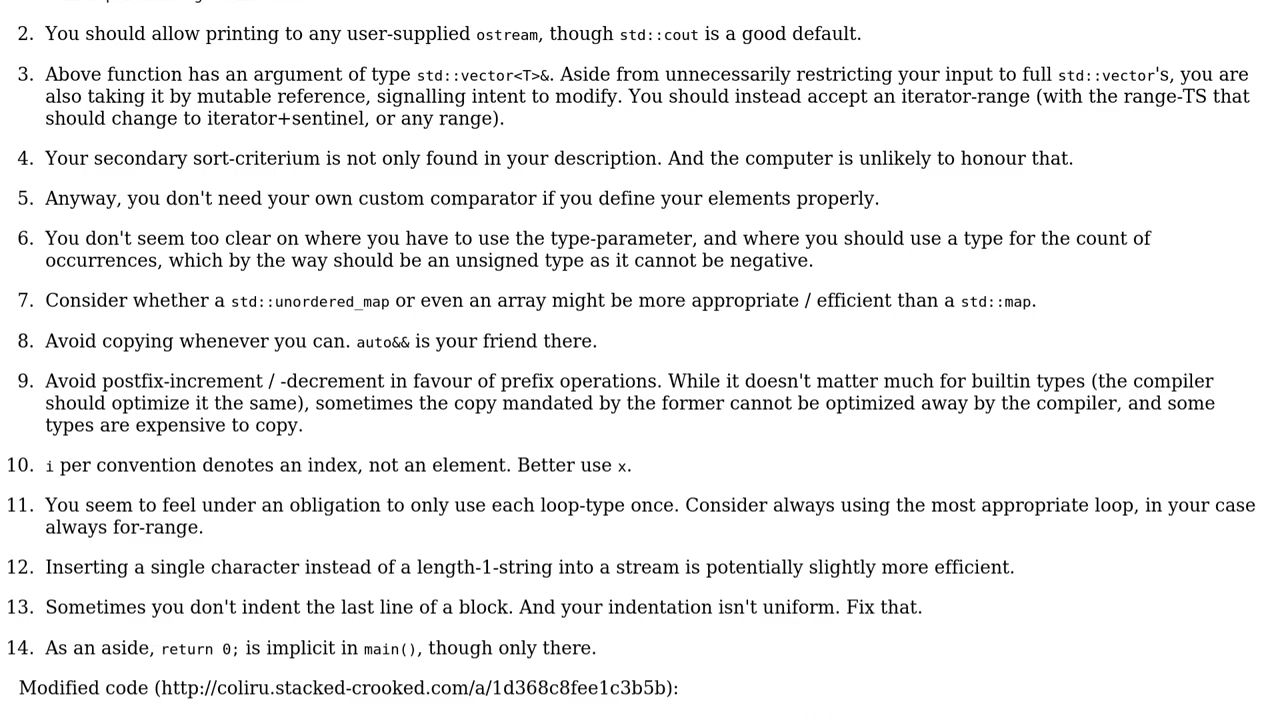 2. You should allow printing to any user-supplied ostream, though std::cout is a good default.
3. Above function has an argument of type std::vector<T>&. Aside from unnecessarily restricting your input to full std::vector's, you are
also taking it by mutable reference, signalling intent to modify. You should instead accept an iterator-range (with the range-TS that
should change to iterator+sentinel, or any range).
4. Your secondary sort-criterium is not only found in your description. And the computer is unlikely to honour that.
5. Anyway, you don't need your own custom comparator if you define your elements properly.
6. You don't seem too clear on where you have to use the type-parameter, and where you should use a type for the count of
occurrences, which by the way should be an unsigned type as it cannot be negative.
7. Consider whether a std::unordered_map or even an array might be more appropriate / efficient than a std::map.
8. Avoid copying whenever you can. auto&& is your friend there.
9. Avoid postfix-increment / -decrement in favour of prefix operations. While it doesn't matter much for builtin types (the compiler
should optimize it the same), sometimes the copy mandated by the former cannot be optimized away by the compiler, and some
types are expensive to copy.
10. i per convention denotes an index, not an element. Better use x.
11. You seem to feel under an obligation to only use each loop-type once. Consider always using the most appropriate loop, in your case
always for-range.
12. Inserting a single character instead of a length-1-string into a stream is potentially slightly more efficient.
13. Sometimes you don't indent the last line of a block. And your indentation isn't uniform. Fix that.
14. As an aside, return 0; is implicit in main(), though only there.
Modified code (http://coliru.stacked-crooked.com/a/1d368c8fee1c3b5b):